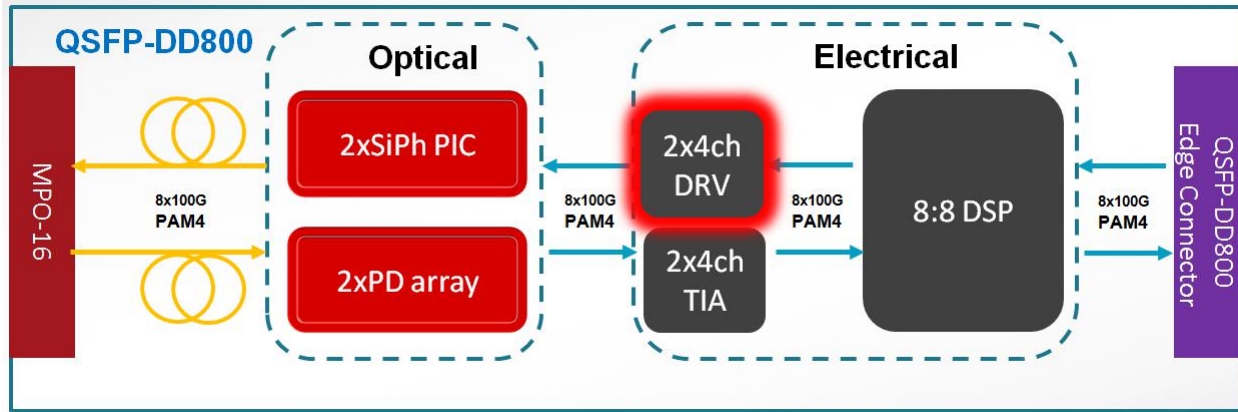 QSFP-DD800
Optical
Electrical
MPO-16
8x100G
PAM4
2xSiPh PIC
2xPD array
8x100G
PAM4
2x4ch
DRV
2x4ch
TIA
8x100G
PAM4
8:8 DSP
8x100G
PAM4
QSFP-DD800
Edge Connector